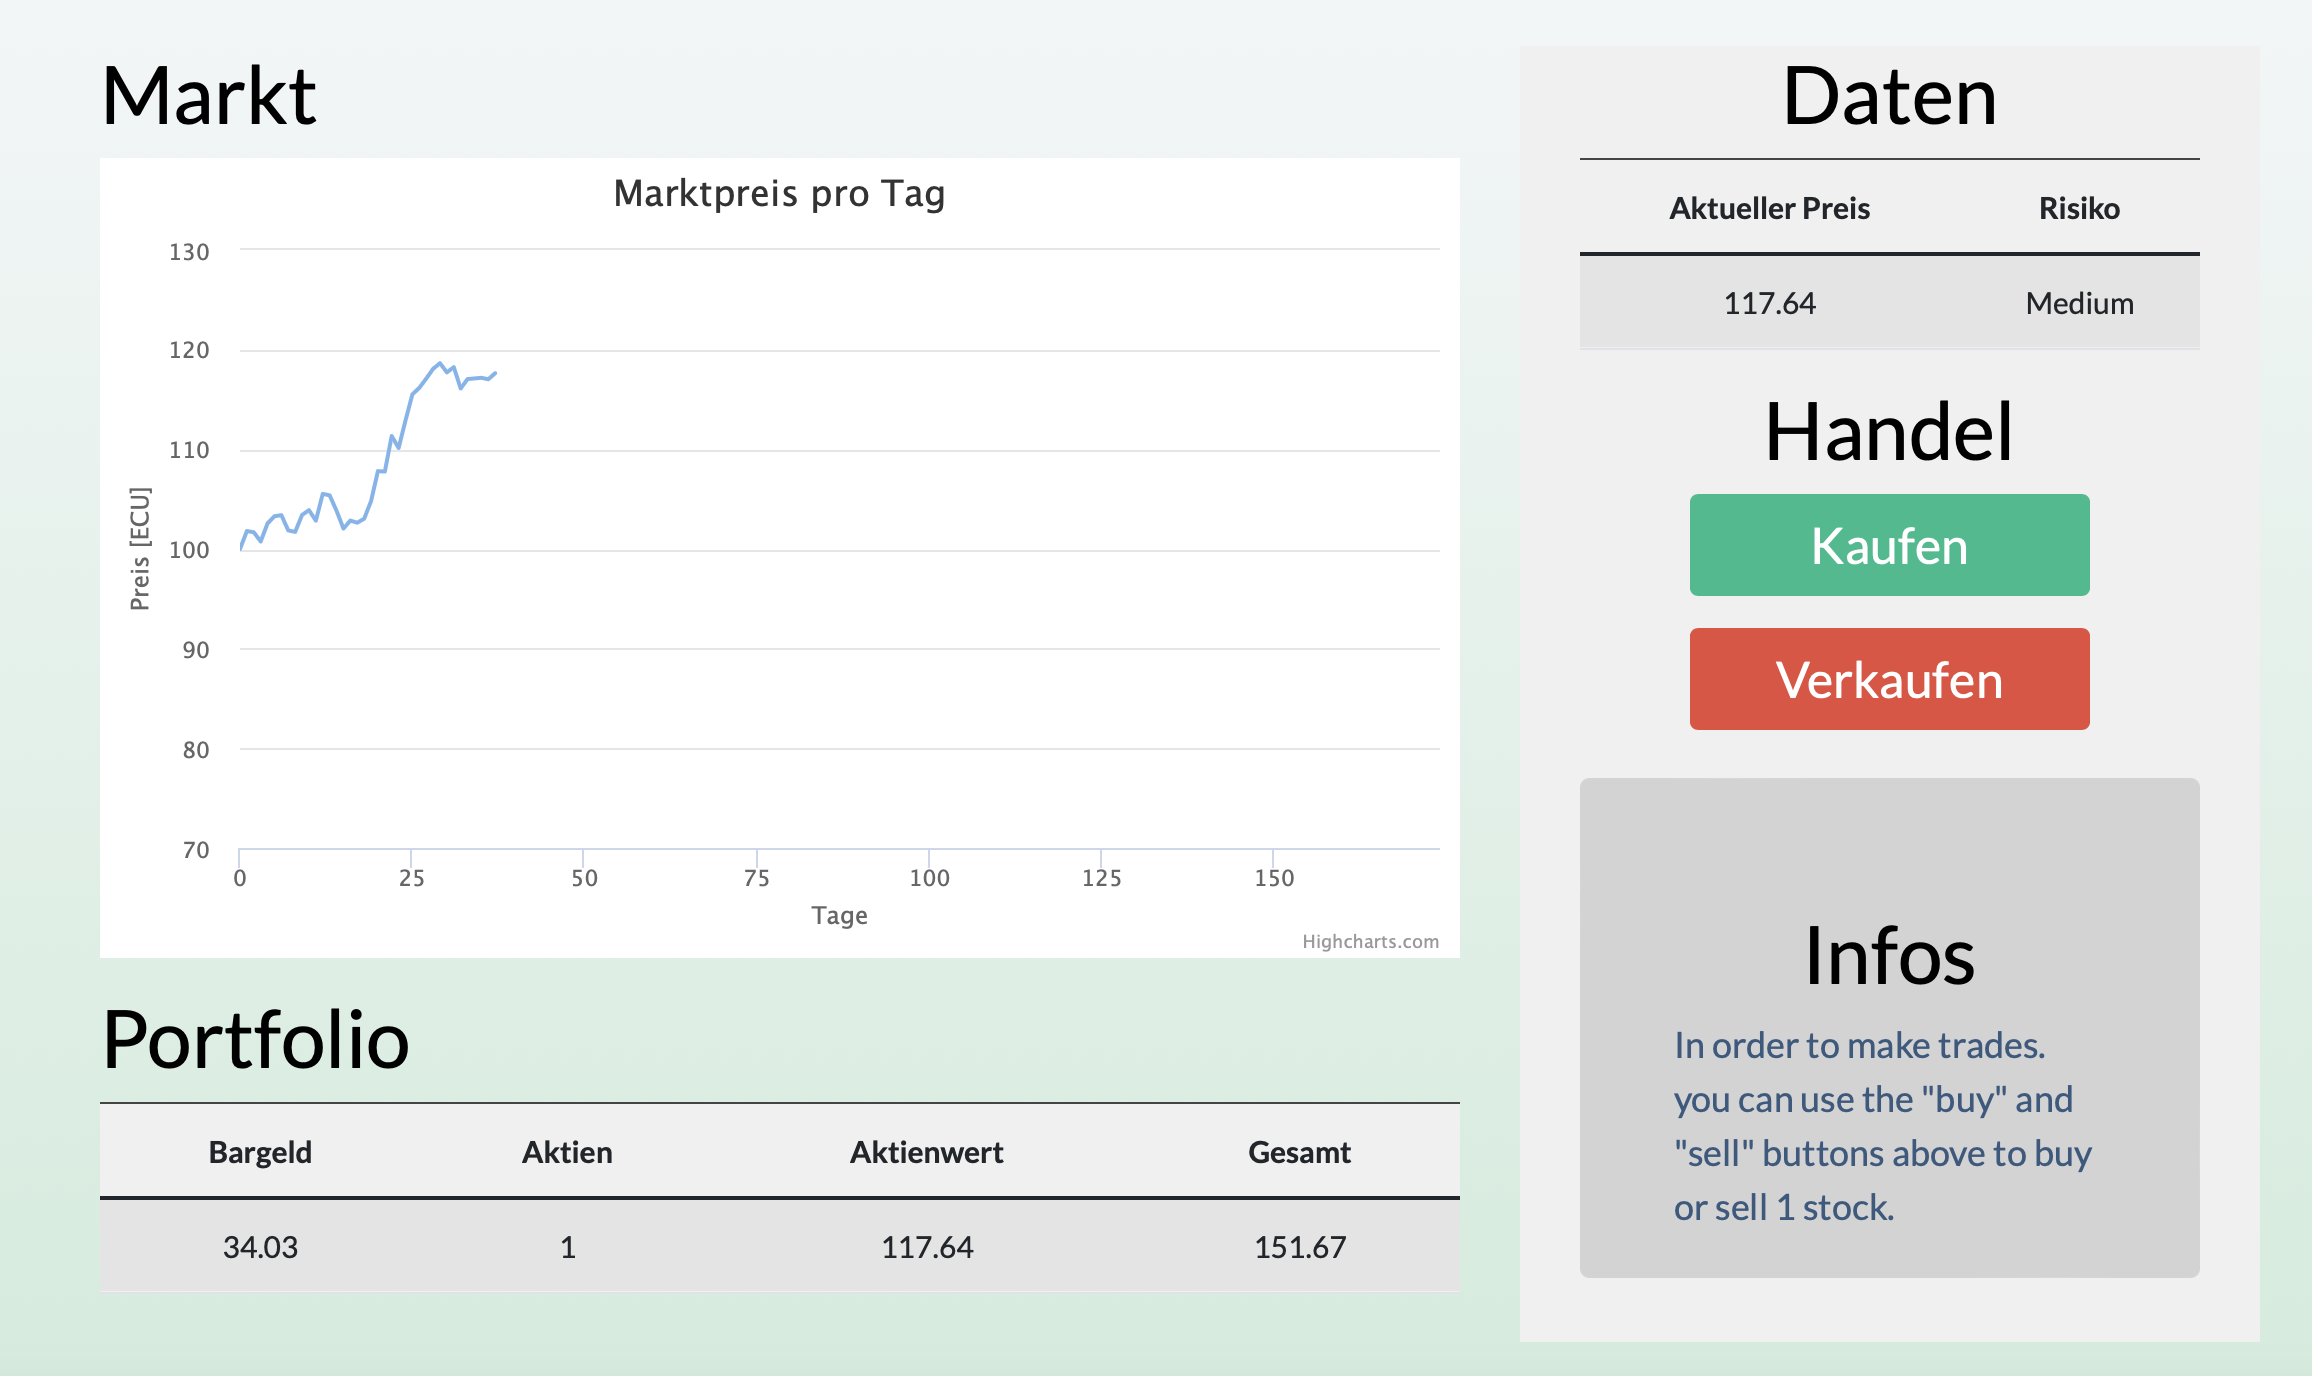 Markt
Marktpreis pro Tag
130
120
110
100
90
80
70
Preis [ECU]
0 25 50 75 100 125 150
Tage
Highcharts.com
Portfolio
Bargeld Aktien Aktienwert Gesamt
34.03 1 117.64 151.67
Daten
Aktueller Preis Risiko
117.64 Medium
Handel
Kaufen
Verkaufen
Infos
In order to make trades.
you can use the "buy" and
"sell" buttons above to buy
or sell 1 stock.